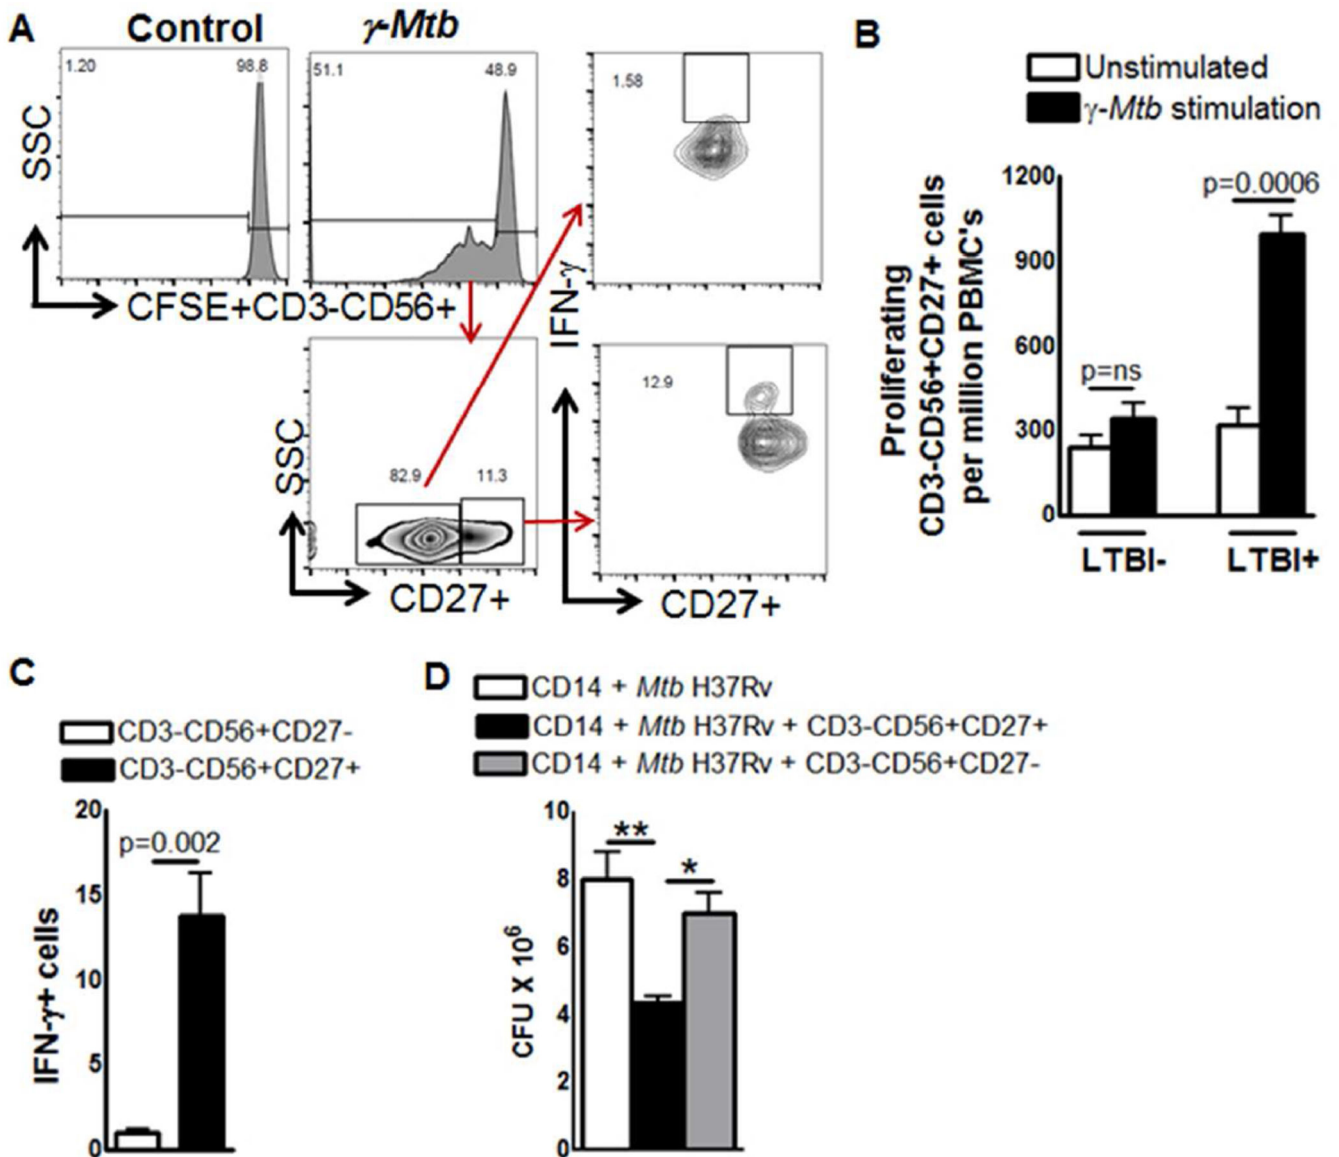 A
Control
γ-Mtb
1.20
98.8
51.1
48.9
1.58
SSC
CFSE+CD3-CD56+
IFN-γ
82.9
11.3
12.9
SSC
CD27+
CD27+
B
Unstimulated
γ-Mtb stimulation
Proliferating
CD3-CD56+CD27+ cells
per million PBMC's
1200
900
600
300
0
p=ns
p=0.0006
LTBI-
LTBI+
C
CD3-CD56+CD27-
CD3-CD56+CD27+
IFN-γ+ cells
20
15
10
5
0
p=0.002
D
CD14 + Mtb H37Rv
CD14 + Mtb H37Rv + CD3-CD56+CD27+
CD14 + Mtb H37Rv + CD3-CD56+CD27-
CFU X 10⁶
10
8
6
4
2
0
**
*